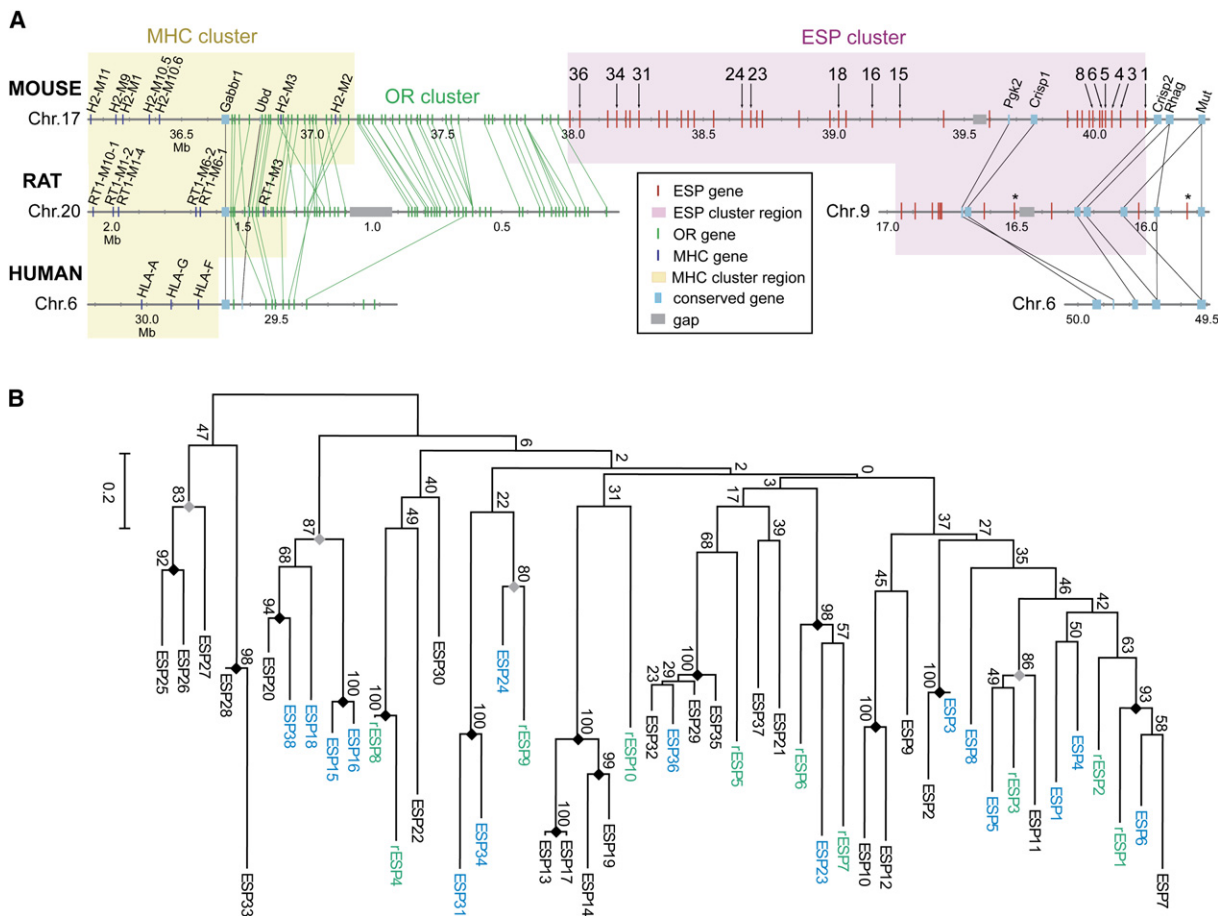 A
MHC cluster
ESP cluster
OR cluster
MOUSE
Chr.17
H2-M11
H2-M9
H2-M1
H2-M10.5
H2-M10.6
Gabbr1
Ubd
H2-M3
H2-M2
36 34 31 24 23 18 16 15 8 6 5 4 3 1
Pgk2
Crisp1
Crisp2
Rhag
Mut
36.5 37.0 37.5 38.0 38.5 39.0 39.5 40.0
Mb
RAT
Chr.20
RT1-M10-1
RT1-M1-2
RT1-M1-4
RT1-M6-2
RT1-M6-1
RT1-M3
2.0 1.5 1.0 0.5
Mb
Chr.9
* *
17.0 16.5 16.0
HUMAN
Chr.6
HLA-A
HLA-G
HLA-F
30.0 29.5
Mb
Chr.6
50.0 49.5
ESP gene
ESP cluster region
OR gene
MHC gene
MHC cluster region
conserved gene
gap
B
0.2
47
83
92
98
6
87
68
94
100
2
40
49
100
2
22
80
100
0
31
100
99
100
3
17
68
100
29
23
39
98
57
37
45
100
27
100
35
46
86
49
42
50
63
93
58
ESP25
ESP26
ESP27
ESP28
ESP33
ESP20
ESP38
ESP18
ESP15
ESP16
rESP8
rESP4
ESP22
ESP30
ESP31
ESP34
ESP24
rESP9
ESP13
ESP17
ESP14
ESP19
rESP10
ESP32
ESP36
ESP29
ESP35
rESP5
ESP37
ESP21
rESP6
ESP23
rESP7
ESP10
ESP12
ESP9
ESP2
ESP3
ESP8
ESP5
rESP3
ESP11
ESP1
ESP4
rESP2
rESP1
ESP6
ESP7